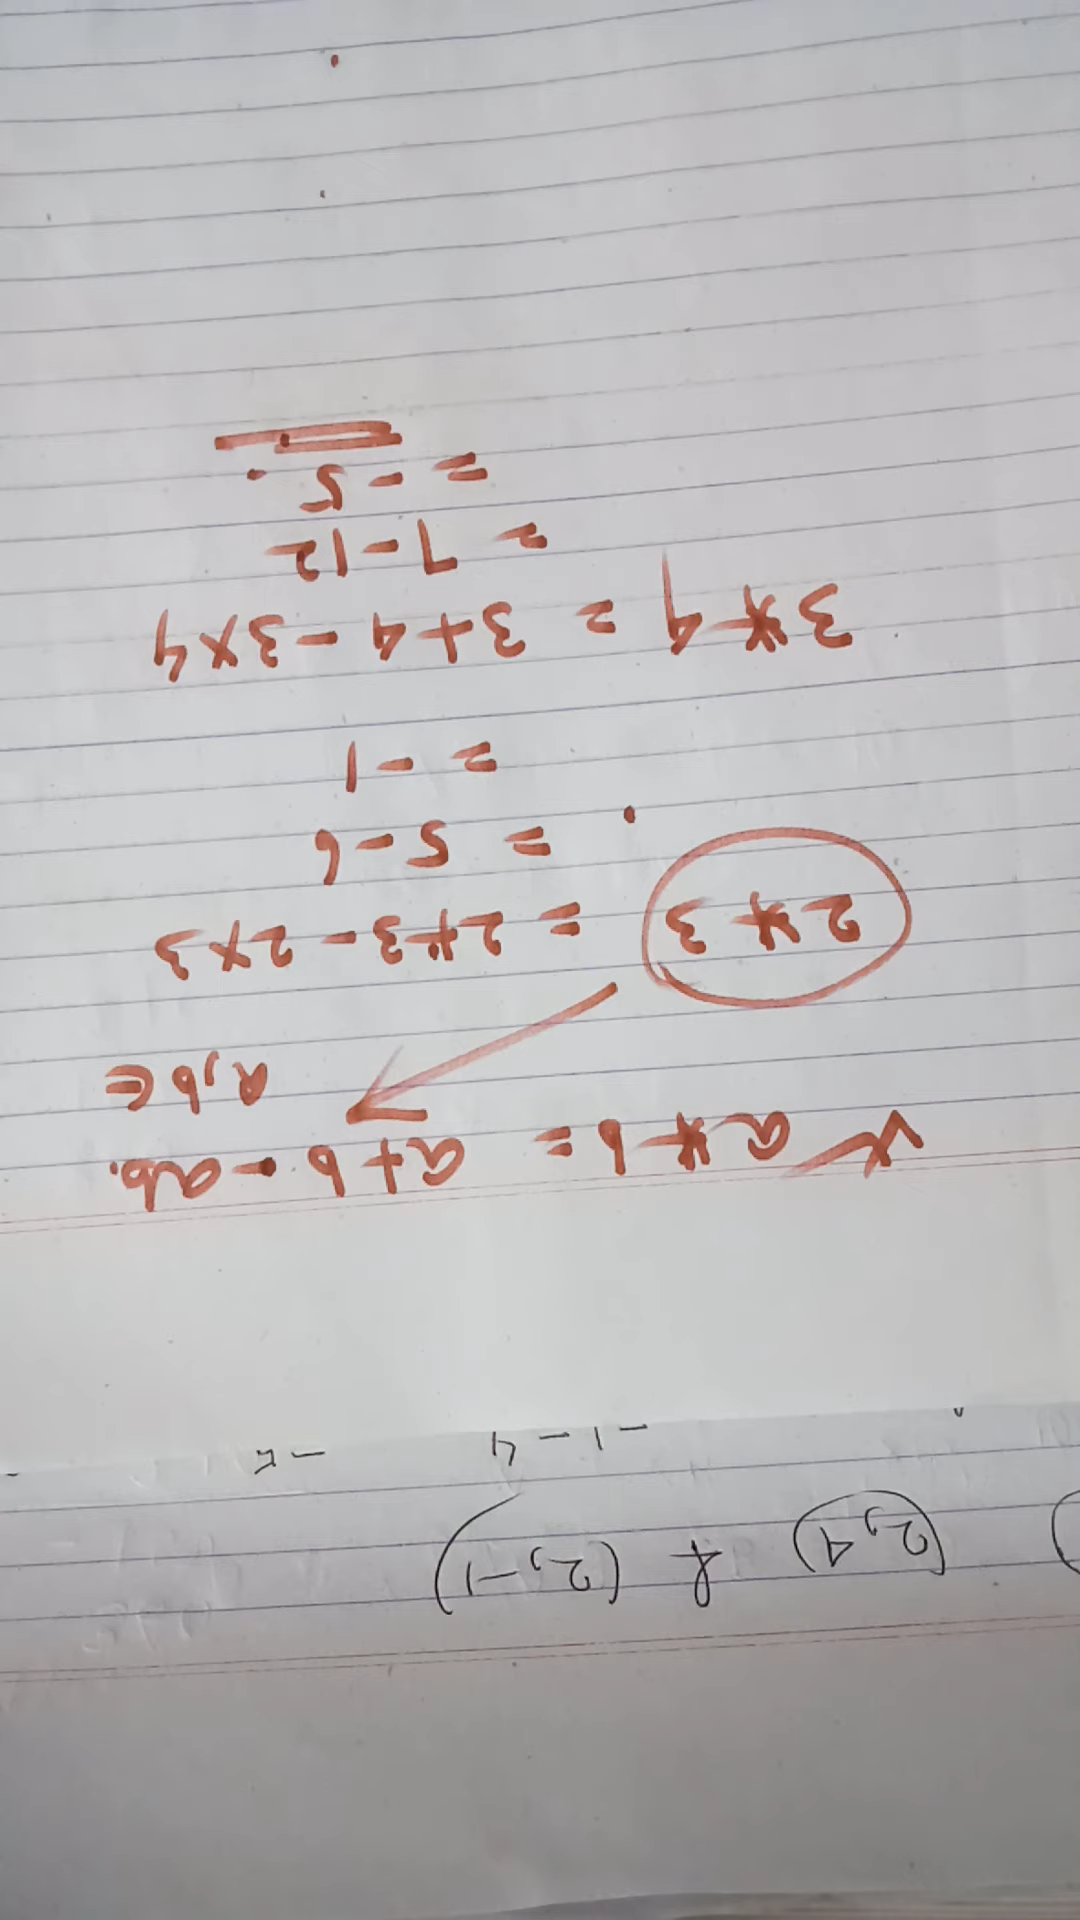 (2,4) & (2,-1)
-1-4 -5
* a * b = a+b - ab.
a,b ∈
2*3 = 2+3 - 2×3
= 5-6
= -1
3*4 = 3+4 - 3×4
= 7-12
= -5.